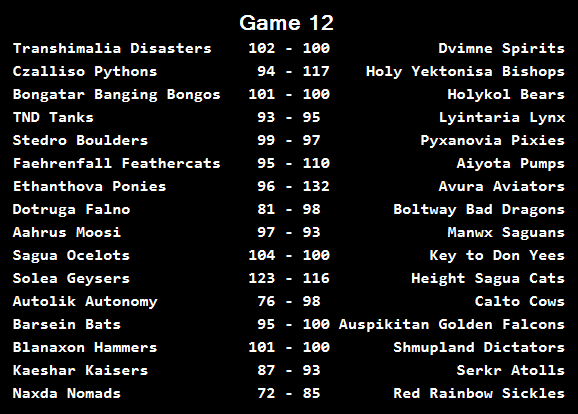 Game 12
Transhimalia Disasters 102 - 100 Dvimne Spirits
Czalliso Pythons 94 - 117 Holy Yektonisa Bishops
Bongatar Banging Bongos 101 - 100 Holykol Bears
TND Tanks 93 - 95 Lyintaria Lynx
Stedro Boulders 99 - 97 Pyxanovia Pixies
Faehrenfall Feathercats 95 - 110 Aiyota Pumps
Ethanthova Ponies 96 - 132 Avura Aviators
Dotruga Falno 81 - 98 Boltway Bad Dragons
Aahrus Moosi 97 - 93 Manwx Saguans
Sagua Ocelots 104 - 100 Key to Don Yees
Solea Geysers 123 - 116 Height Sagua Cats
Autolik Autonomy 76 - 98 Calto Cows
Barsein Bats 95 - 100 Auspikitan Golden Falcons
Blanaxon Hammers 101 - 100 Shmupland Dictators
Kaeshar Kaisers 87 - 93 Serkr Atolls
Naxda Nomads 72 - 85 Red Rainbow Sickles